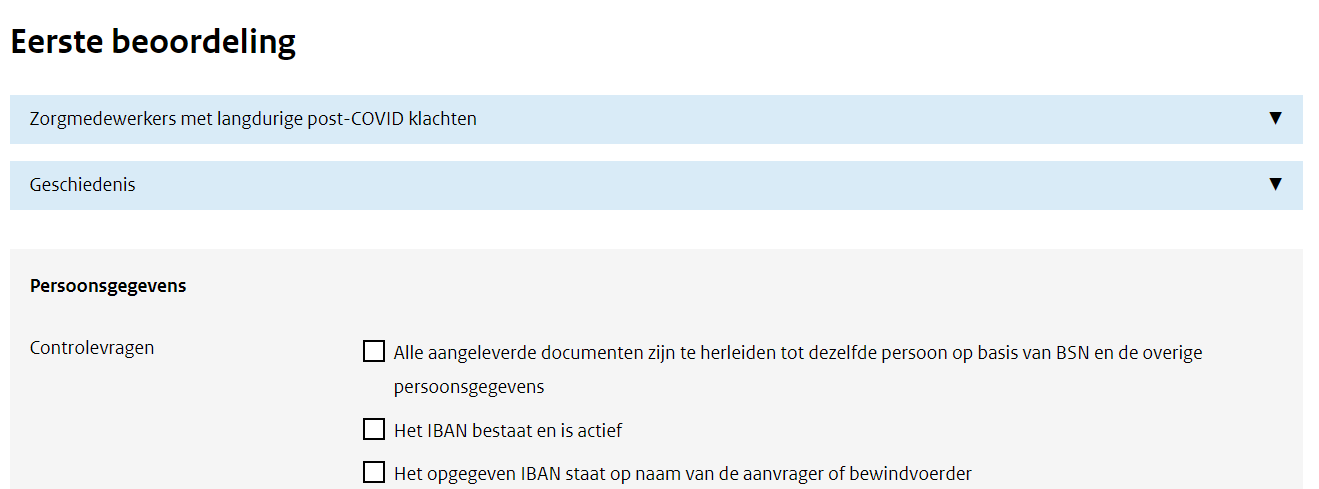 Eerste beoordeling
Zorgmedewerkers met langdurige post-COVID klachten
Geschiedenis
Persoonsgegevens
Controlevragen
Alle aangeleverde documenten zijn te herleiden tot dezelfde persoon op basis van BSN en de overige
persoonsgegevens
Het IBAN bestaat en is actief
Het opgegeven IBAN staat op naam van de aanvrager of bewindvoerder